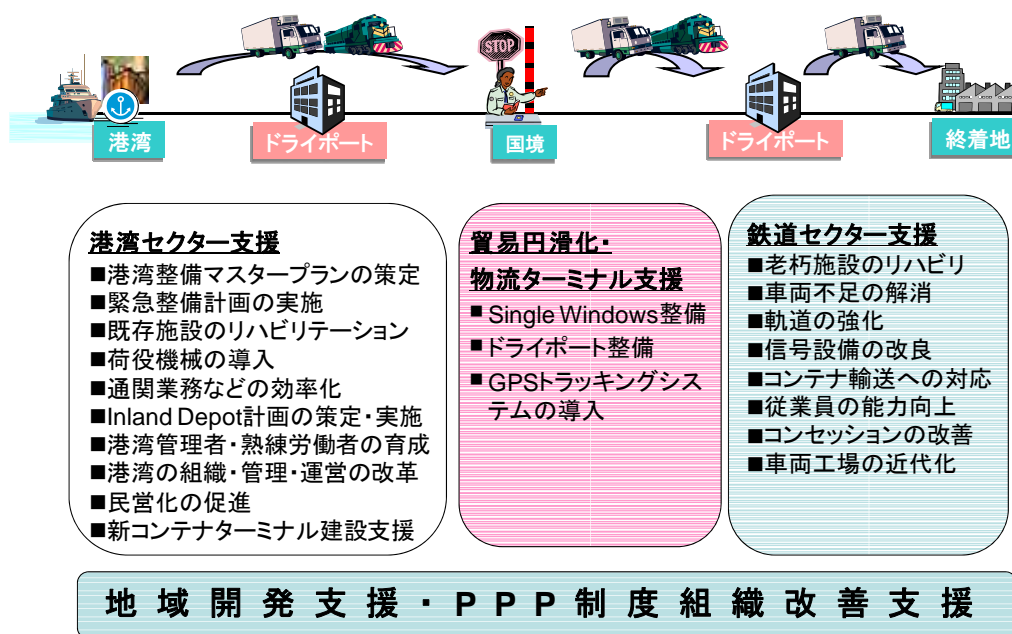 STOP
港湾
ドライポート
国境
ドライポート
終着地
港湾セクター支援
■港湾整備マスタープランの策定
■緊急整備計画の実施
■既存施設のリハビリテーション
■荷役機械の導入
■通関業務などの効率化
■Inland Depot計画の策定・実施
■港湾管理者・熟練労働者の育成
■港湾の組織・管理・運営の改革
■民営化の促進
■新コンテナターミナル建設支援
貿易円滑化・
物流ターミナル支援
■Single Windows整備
■ドライポート整備
■GPSトラッキングシス
テムの導入
鉄道セクター支援
■老朽施設のリハビリ
■車両不足の解消
■軌道の強化
■信号設備の改良
■コンテナ輸送への対応
■従業員の能力向上
■コンセッションの改善
■車両工場の近代化
地域開発支援・PPP制度組織改善支援